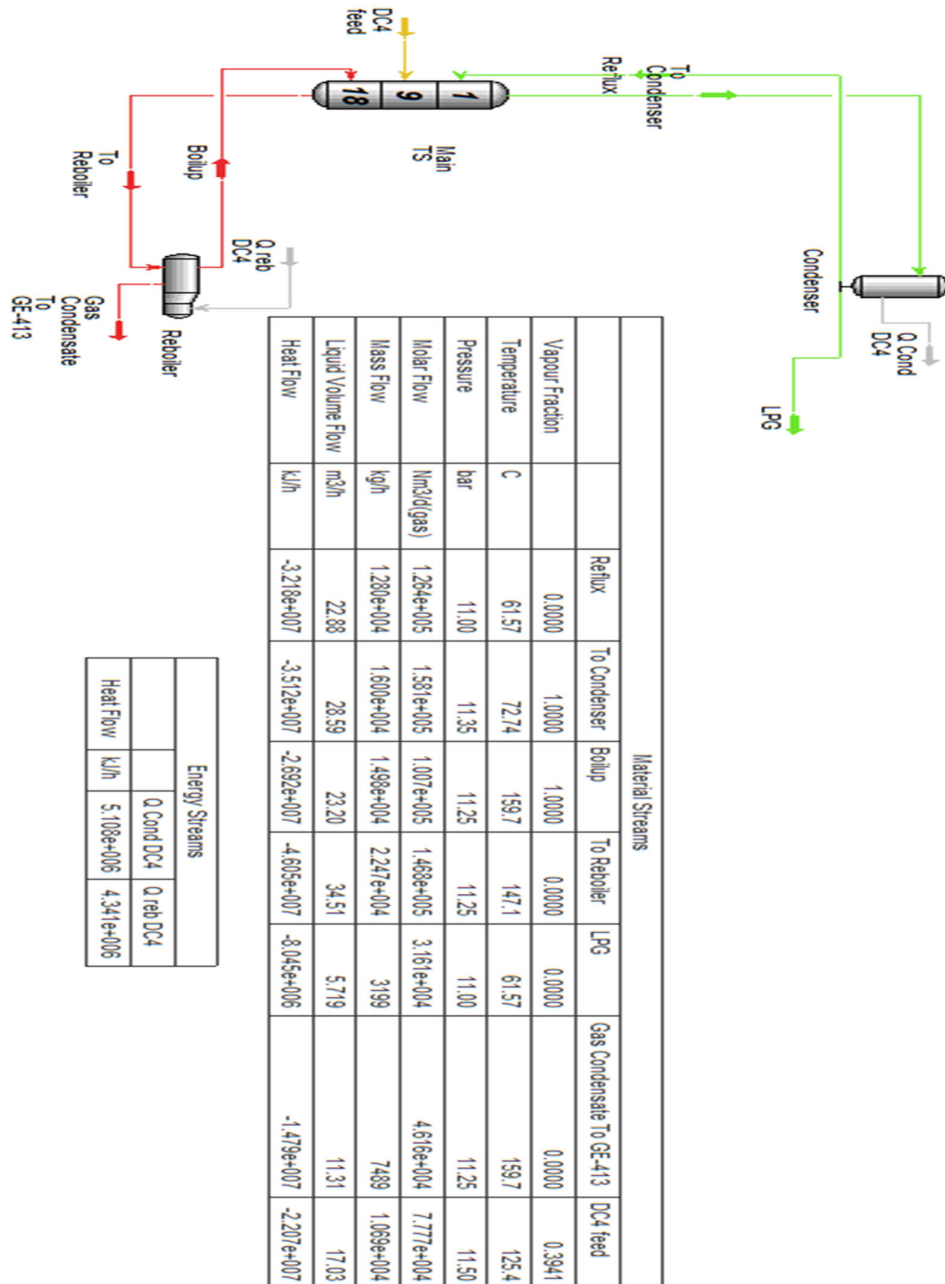 DC4
feed
To
Condenser
Reflux
1
9
18
Main
TS
Boilup
To
Reboiler
Q reb
DC4
Gas
Condensate
To
GE-413
Reboiler
Condenser
Q Cond
DC4
LPG
Material Streams
Reflux To Condenser Boilup To Reboiler LPG Gas Condensate To GE-413 DC4 feed
Vapour Fraction 0.0000 1.0000 1.0000 0.0000 0.0000 0.0000 0.3941
Temperature C 61.57 72.74 159.7 147.1 61.57 159.7 125.4
Pressure bar 11.00 11.35 11.25 11.25 11.00 11.25 11.50
Molar Flow Nm3/d(gas) 1.264e+005 1.581e+005 1.007e+005 1.468e+005 3.161e+004 4.616e+004 7.777e+004
Mass Flow kg/h 1.280e+004 1.600e+004 1.498e+004 2.247e+004 3199 7489 1.069e+004
Liquid Volume Flow m3/h 22.88 28.59 23.20 34.51 5.719 11.31 17.03
Heat Flow kJ/h -3.218e+007 -3.512e+007 -2.692e+007 -4.605e+007 -8.045e+006 -1.479e+007 -2.207e+007
Energy Streams
Q Cond DC4 Q reb DC4
Heat Flow kJ/h 5.108e+006 4.341e+006